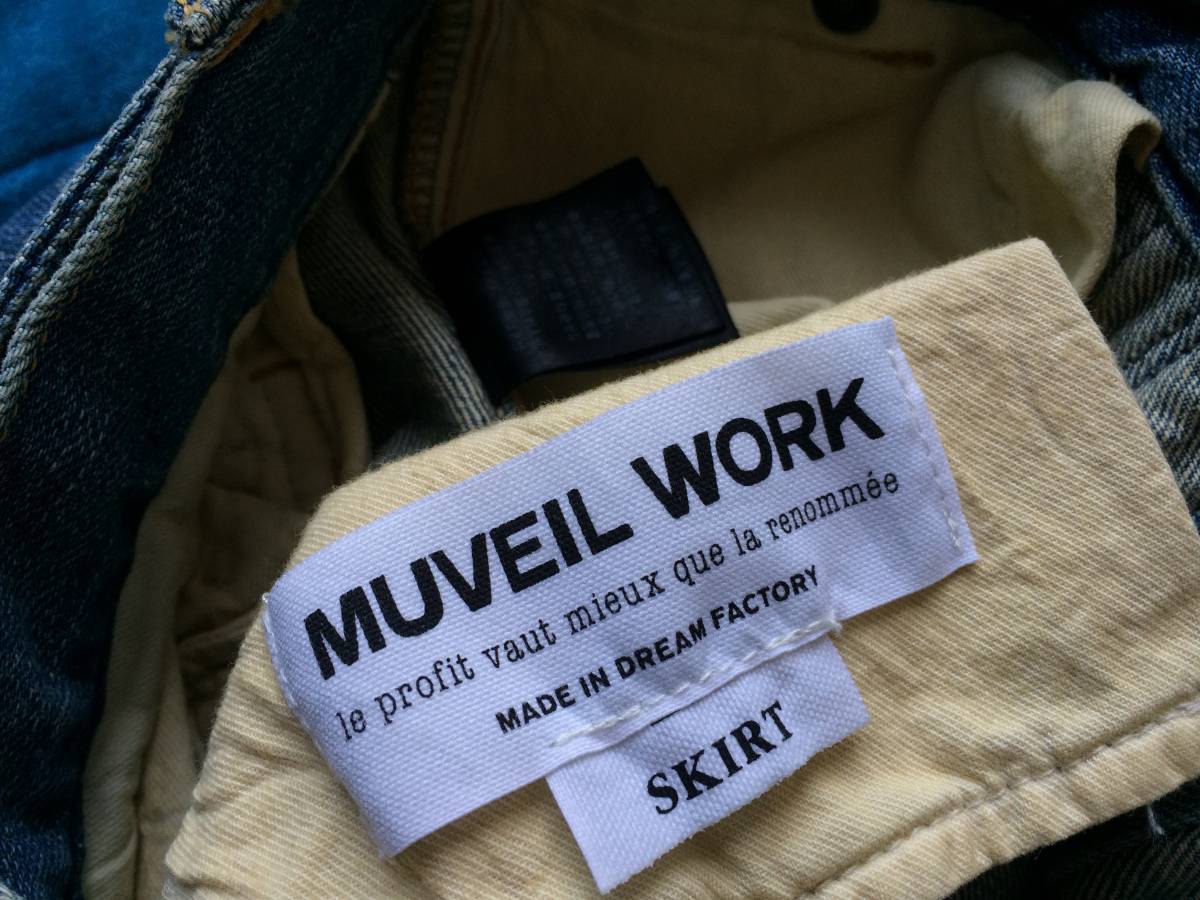 MUVEIL WORK
le profit vaut mieux que la renommée
MADE IN DREAM FACTORY
SKIRT